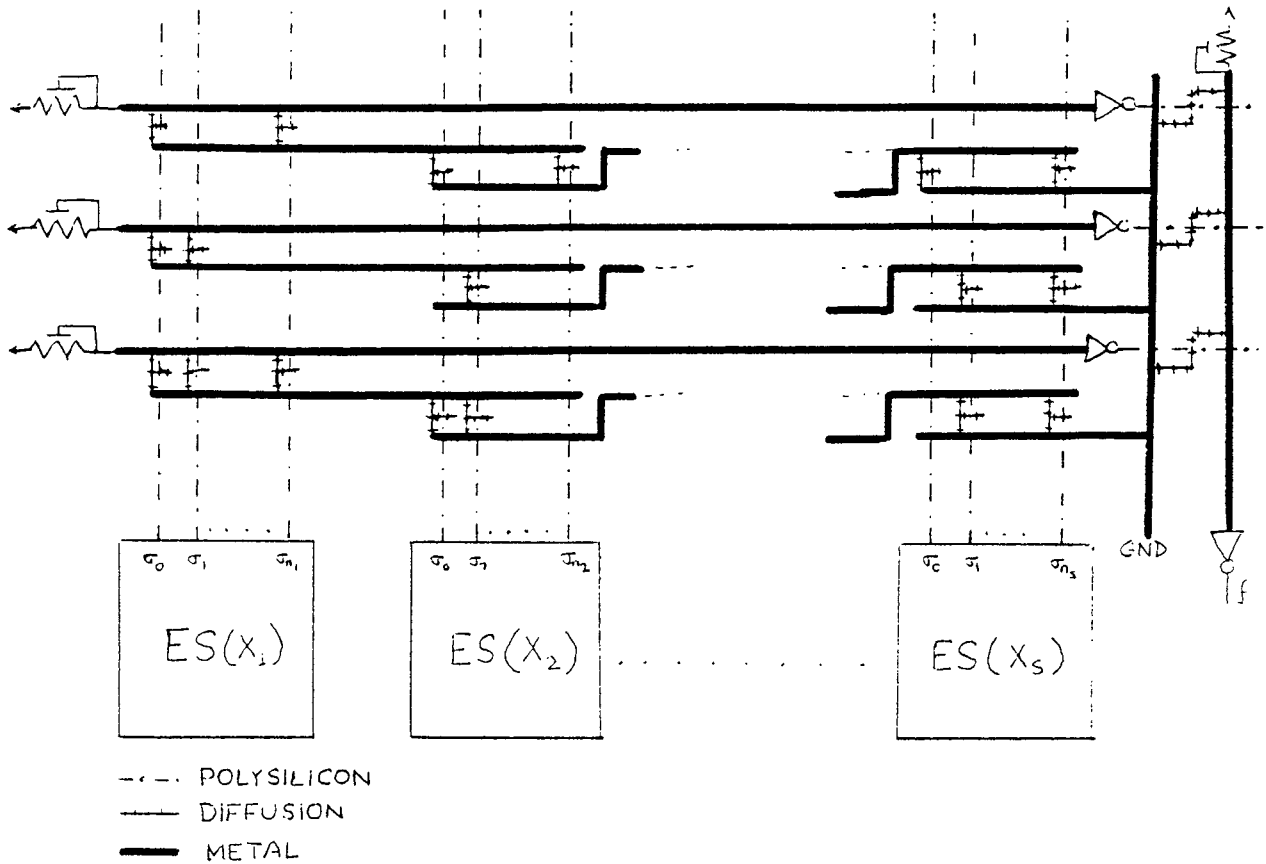 σ₀ σ₁ ..... σₙ₁
σ₀ σ₁ ..... σₙ₂
σ₀ σ₁ ..... σₙₛ
GND
f
ES(X₁)
ES(X₂)
ES(Xₛ)
POLYSILICON
DIFFUSION
METAL